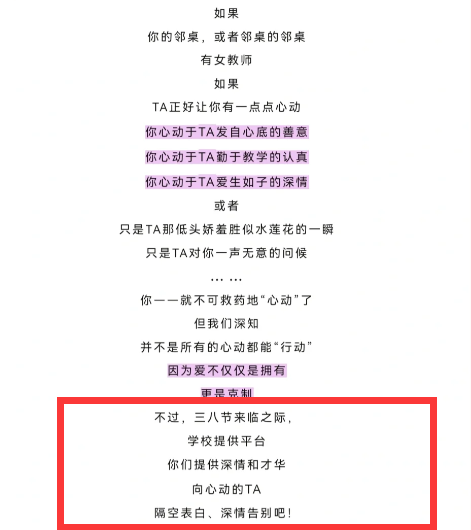 如果
你的邻桌，或者邻桌的邻桌
有女教师
如果
TA正好让你有一点点心动
你心动于TA发自心底的善意
你心动于TA勤于教学的认真
你心动于TA爱生如子的深情
或者
只是TA那低头娇羞胜似水莲花的一瞬
只是TA对你一声无意的问候
... ...
你一一就不可救药地“心动”了
但我们深知
并不是所有的心动都能“行动”
因为爱不仅仅是拥有
更是克制
不过，三八节来临之际，
学校提供平台
你们提供深情和才华
向心动的TA
隔空表白、深情告别吧！